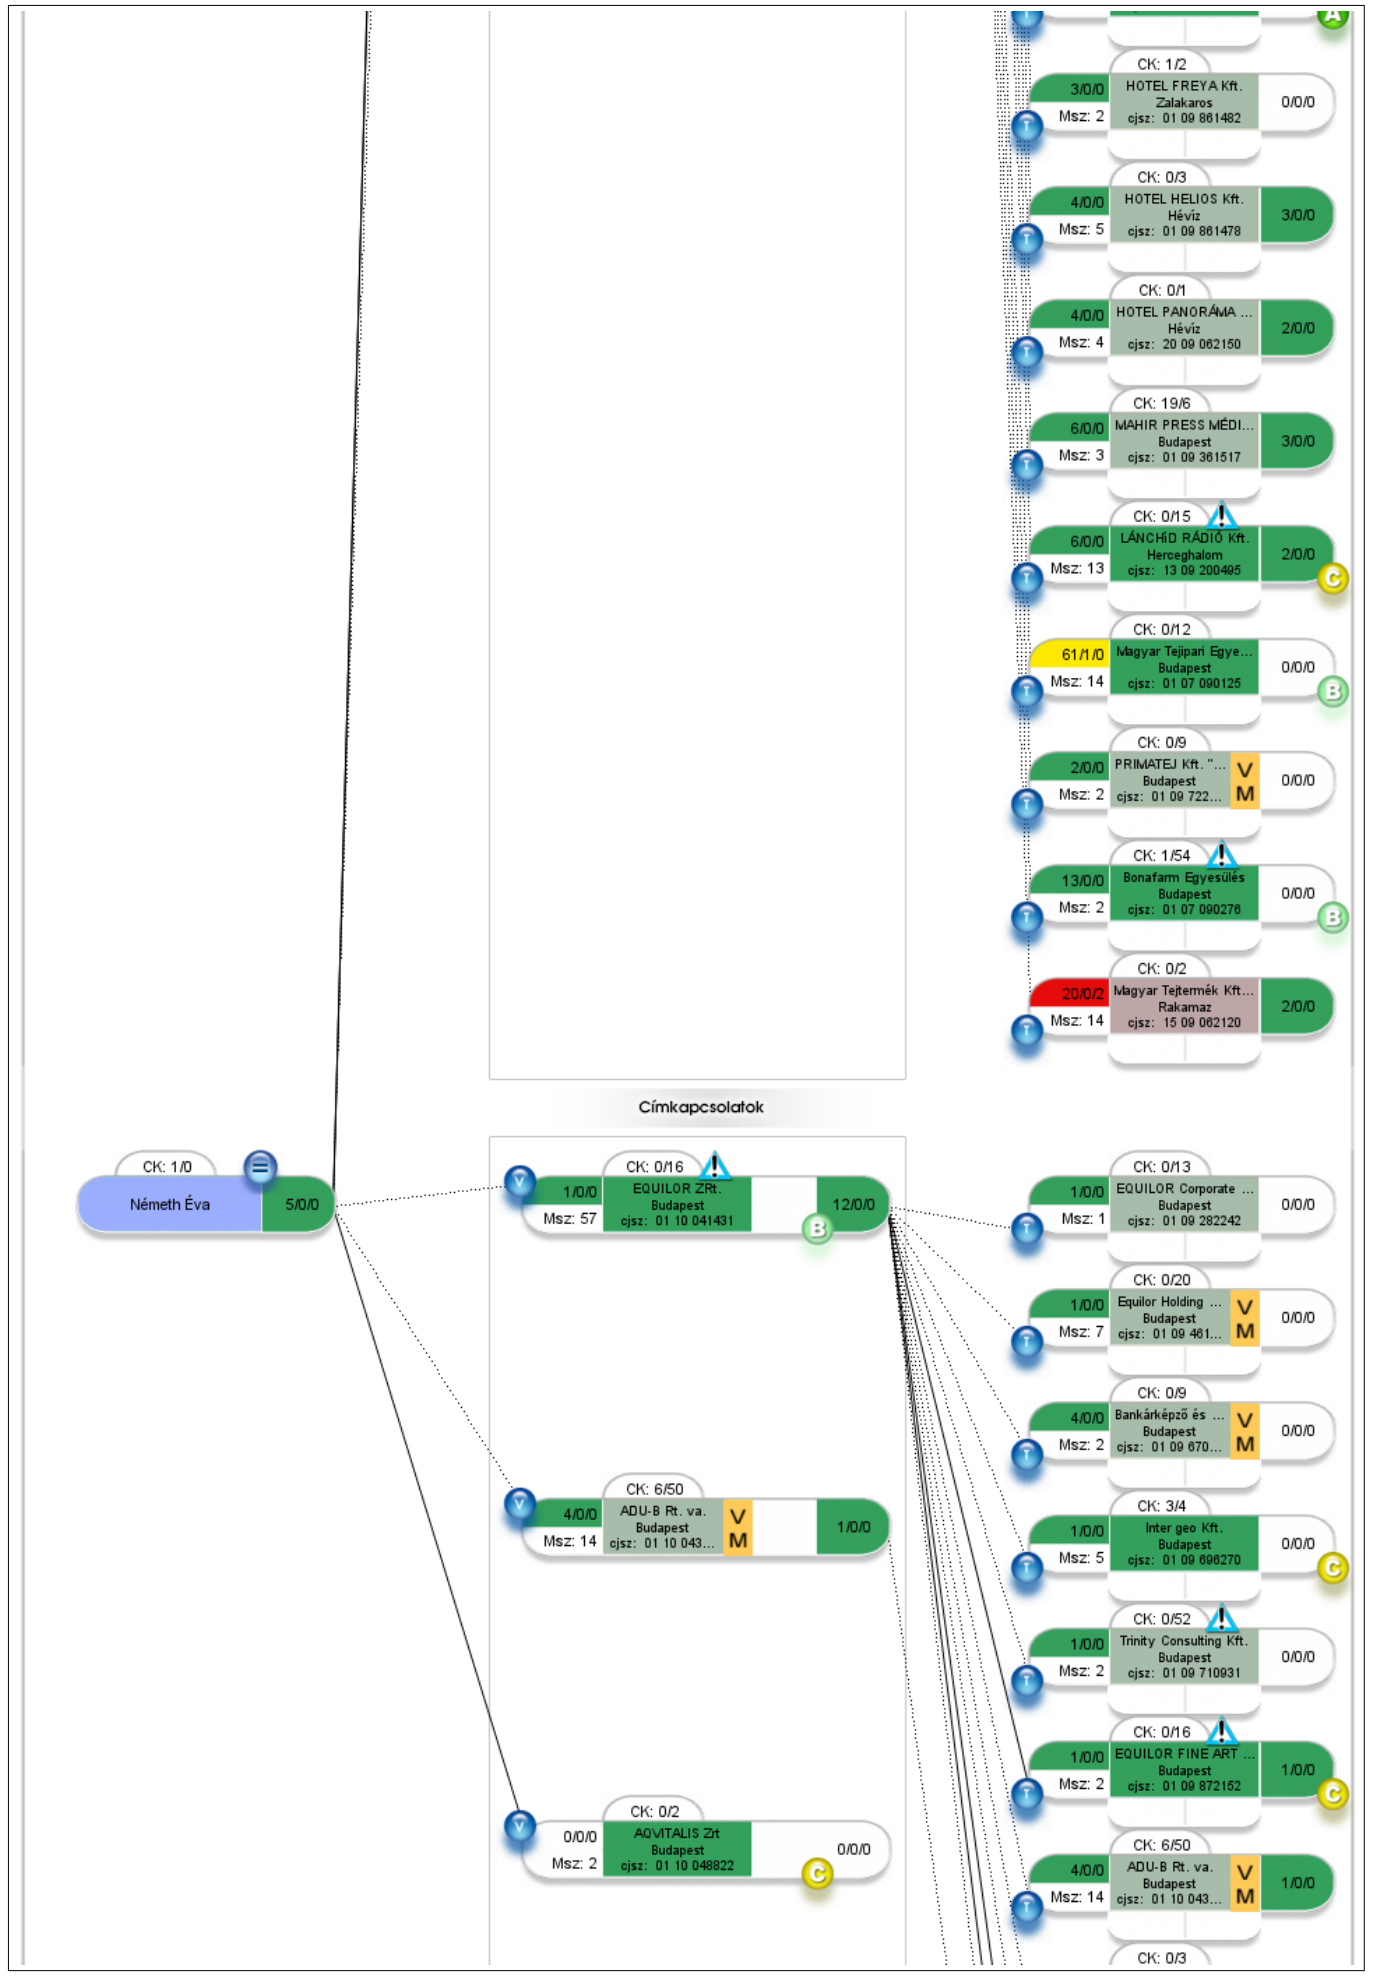 A
CK: 1/2
3/0/0
HOTEL FREYA Kft.
Zalakaros
cjsz: 01 09 861482
Msz: 2
0/0/0
T
CK: 0/3
4/0/0
HOTEL HELIOS Kft.
Hévíz
cjsz: 01 09 861478
Msz: 5
3/0/0
T
CK: 0/1
4/0/0
HOTEL PANORÁMA ...
Hévíz
cjsz: 20 09 062150
Msz: 4
2/0/0
T
CK: 19/6
6/0/0
MAHIR PRESS MÉDI...
Budapest
cjsz: 01 09 361517
Msz: 3
3/0/0
T
CK: 0/15
6/0/0
LÁNCHíD RÁDIÓ Kft.
Herceghalom
cjsz: 13 09 200495
Msz: 13
2/0/0
T
C
CK: 0/12
61/1/0
Magyar Tejipari Egye...
Budapest
cjsz: 01 07 090125
Msz: 14
0/0/0
T
B
CK: 0/9
2/0/0
PRIMATEJ Kft. "...
Budapest
cjsz: 01 09 722...
Msz: 2
V
M
0/0/0
T
CK: 1/54
13/0/0
Bonafarm Egyesülés
Budapest
cjsz: 01 07 090276
Msz: 2
0/0/0
T
B
CK: 0/2
20/0/2
Magyar Tejtermék Kft...
Rakamaz
cjsz: 15 09 062120
Msz: 14
2/0/0
T
Címkapcsolatok
CK: 1/0
Németh Éva
5/0/0
CK: 0/16
V
1/0/0
EQUILOR ZRt.
Budapest
cjsz: 01 10 041431
Msz: 57
12/0/0
B
CK: 0/13
1/0/0
EQUILOR Corporate ...
Budapest
cjsz: 01 09 282242
Msz: 1
0/0/0
T
CK: 0/20
1/0/0
Equilor Holding ...
Budapest
cjsz: 01 09 461...
Msz: 7
V
M
0/0/0
T
CK: 0/9
4/0/0
Bankárképző és ...
Budapest
cjsz: 01 09 670...
Msz: 2
V
M
0/0/0
T
CK: 6/50
V
4/0/0
ADU-B Rt. va.
Budapest
cjsz: 01 10 043...
Msz: 14
V
M
1/0/0
CK: 3/4
1/0/0
Inter geo Kft.
Budapest
cjsz: 01 09 696270
Msz: 5
0/0/0
T
C
CK: 0/52
1/0/0
Trinity Consulting Kft.
Budapest
cjsz: 01 09 710931
Msz: 2
0/0/0
T
CK: 0/16
1/0/0
EQUILOR FINE ART ...
Budapest
cjsz: 01 09 872152
Msz: 2
1/0/0
T
C
CK: 0/2
V
0/0/0
AQVITALIS Zrt
Budapest
cjsz: 01 10 048822
Msz: 2
0/0/0
C
CK: 6/50
4/0/0
ADU-B Rt. va.
Budapest
cjsz: 01 10 043...
Msz: 14
V
M
1/0/0
T
CK: 0/3